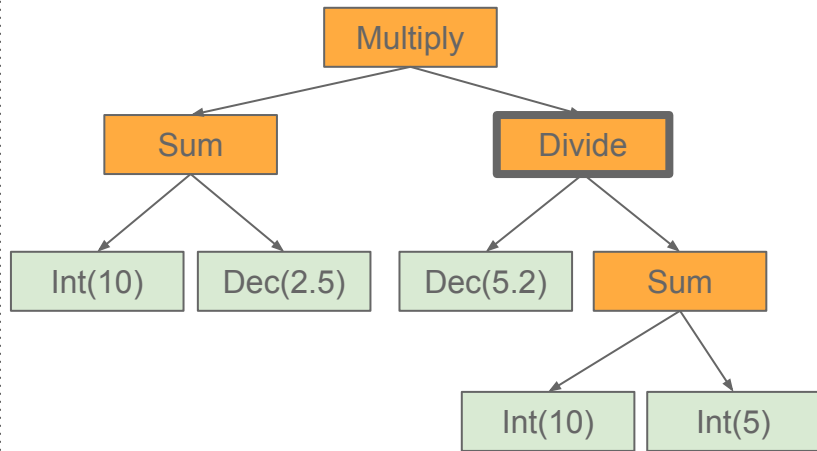 Multiply
Sum
Divide
Int(10)
Dec(2.5)
Dec(5.2)
Sum
Int(10)
Int(5)